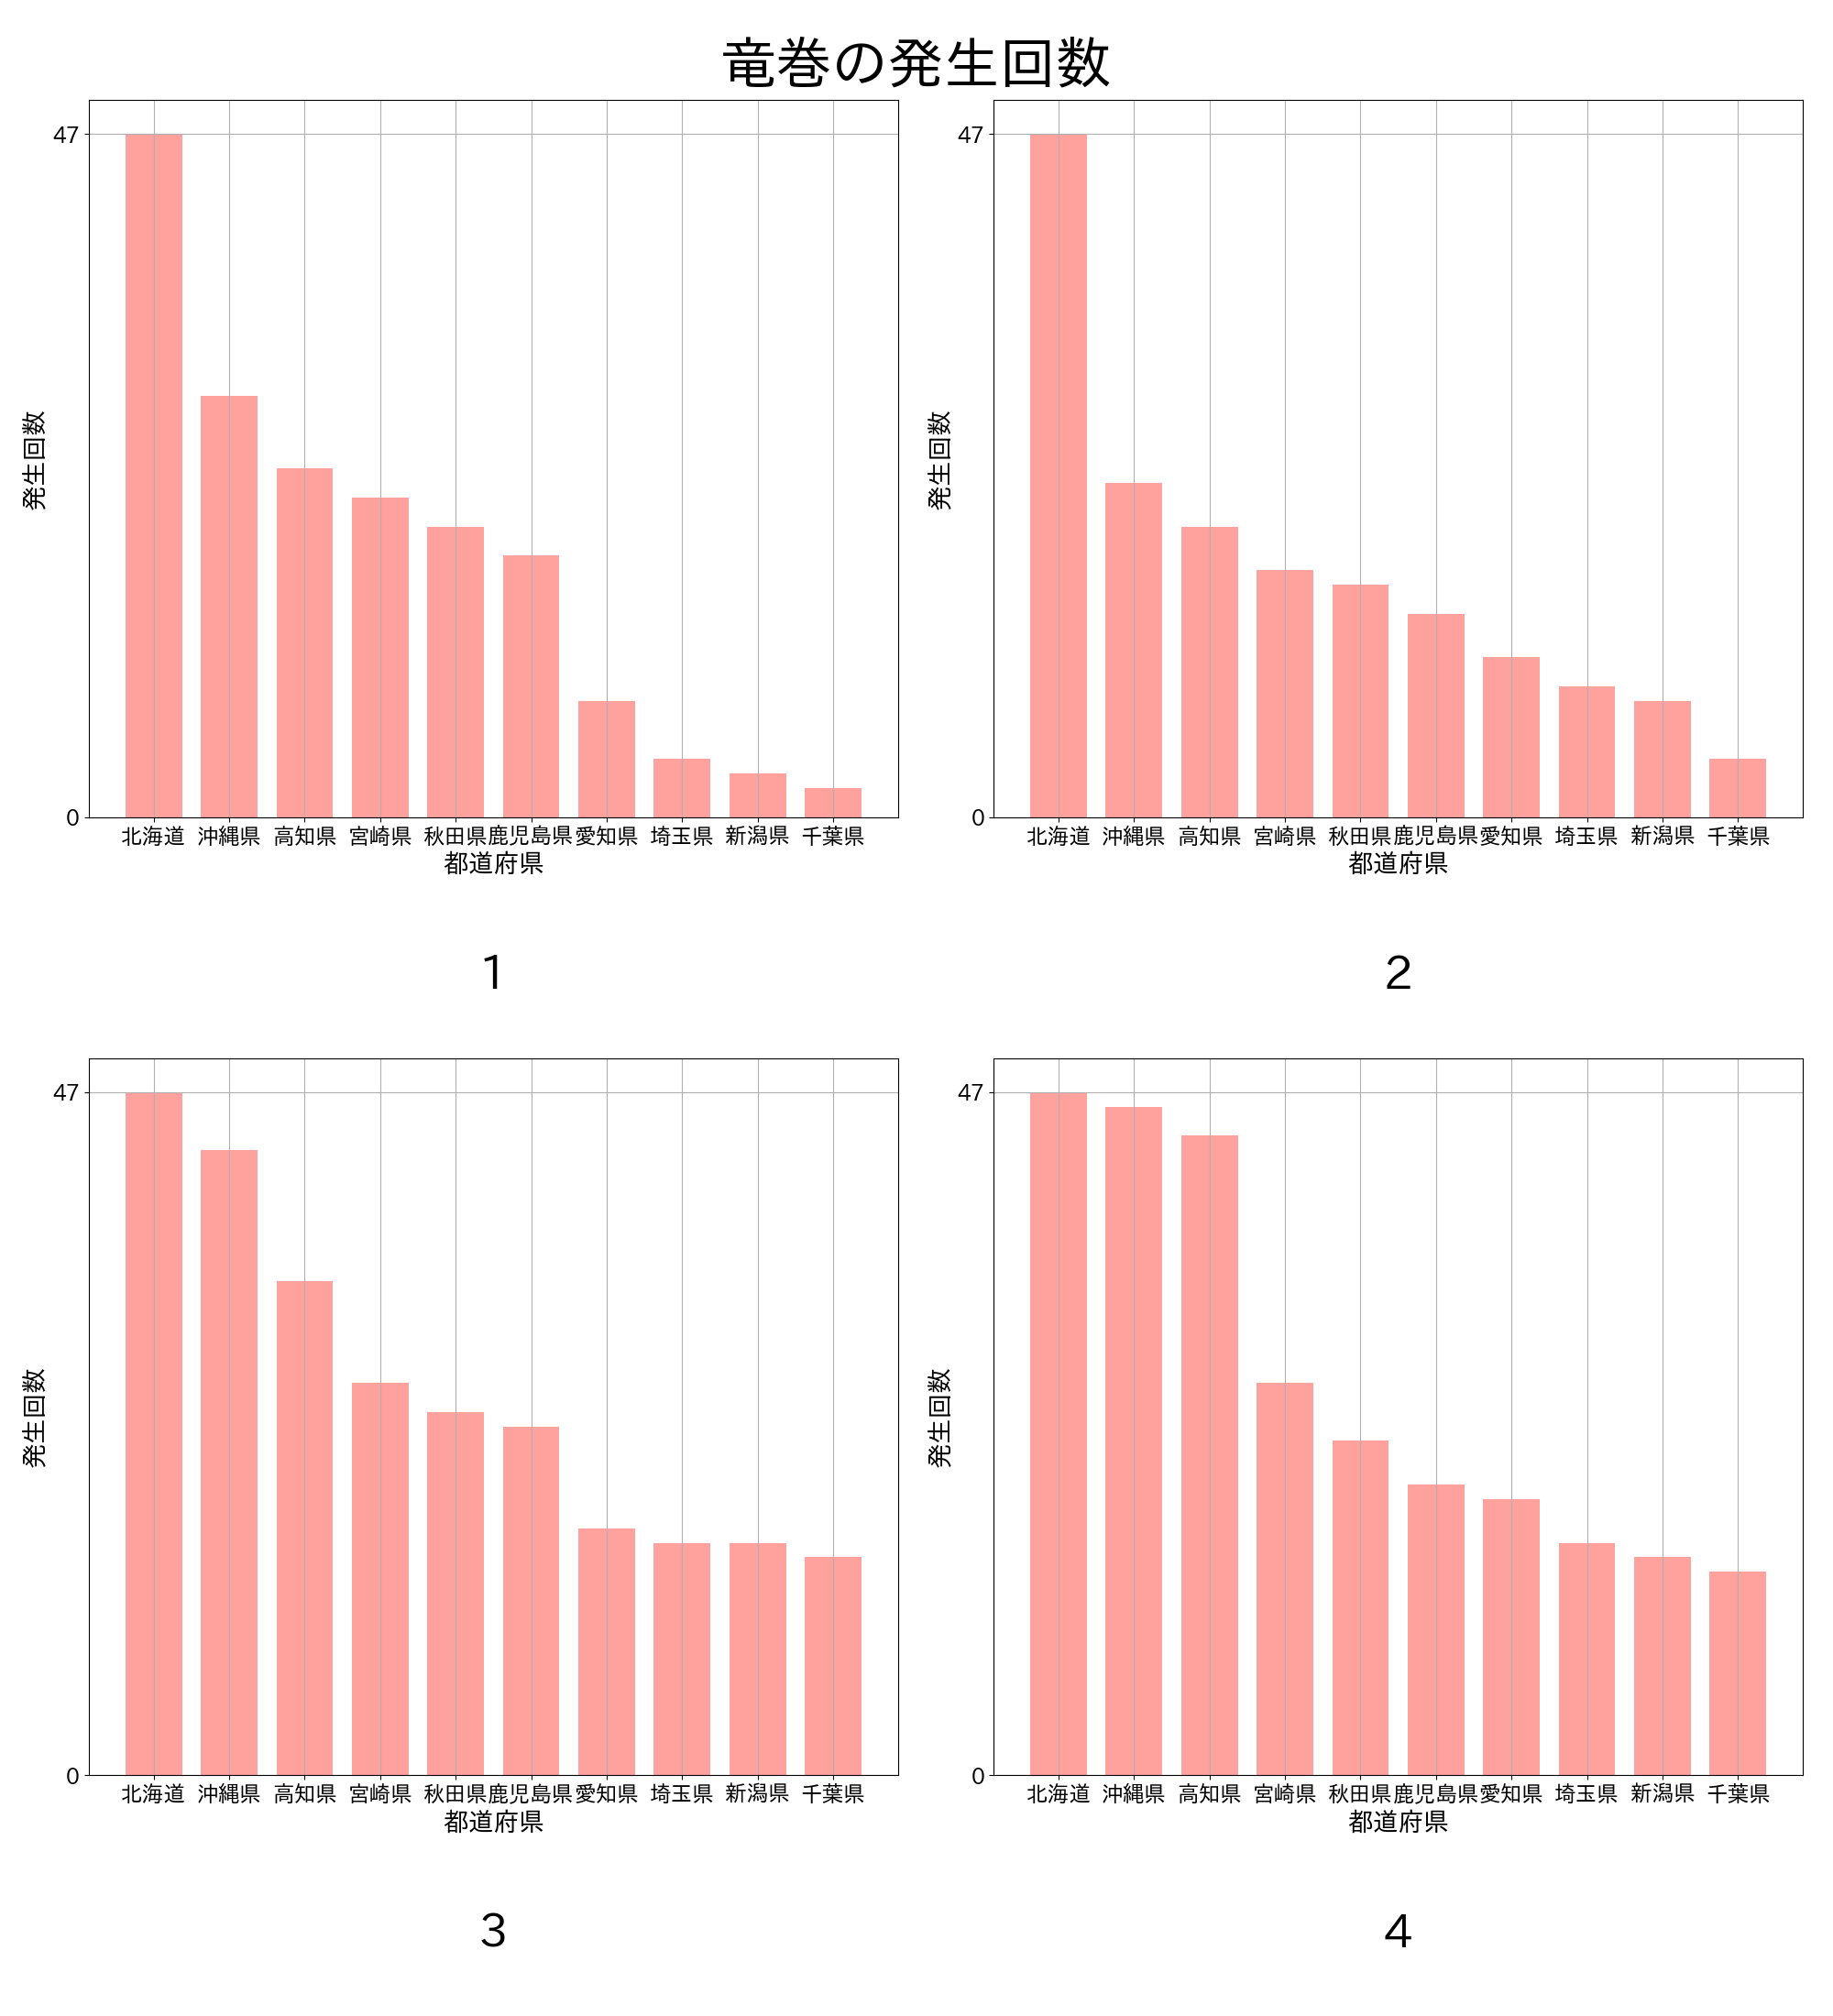 竜巻の発生回数
47
0
発生回数
北海道 沖縄県 高知県 宮崎県 秋田県 鹿児島県 愛知県 埼玉県 新潟県 千葉県
都道府県
1
47
0
発生回数
北海道 沖縄県 高知県 宮崎県 秋田県 鹿児島県 愛知県 埼玉県 新潟県 千葉県
都道府県
2
47
0
発生回数
北海道 沖縄県 高知県 宮崎県 秋田県 鹿児島県 愛知県 埼玉県 新潟県 千葉県
都道府県
3
47
0
発生回数
北海道 沖縄県 高知県 宮崎県 秋田県 鹿児島県 愛知県 埼玉県 新潟県 千葉県
都道府県
4